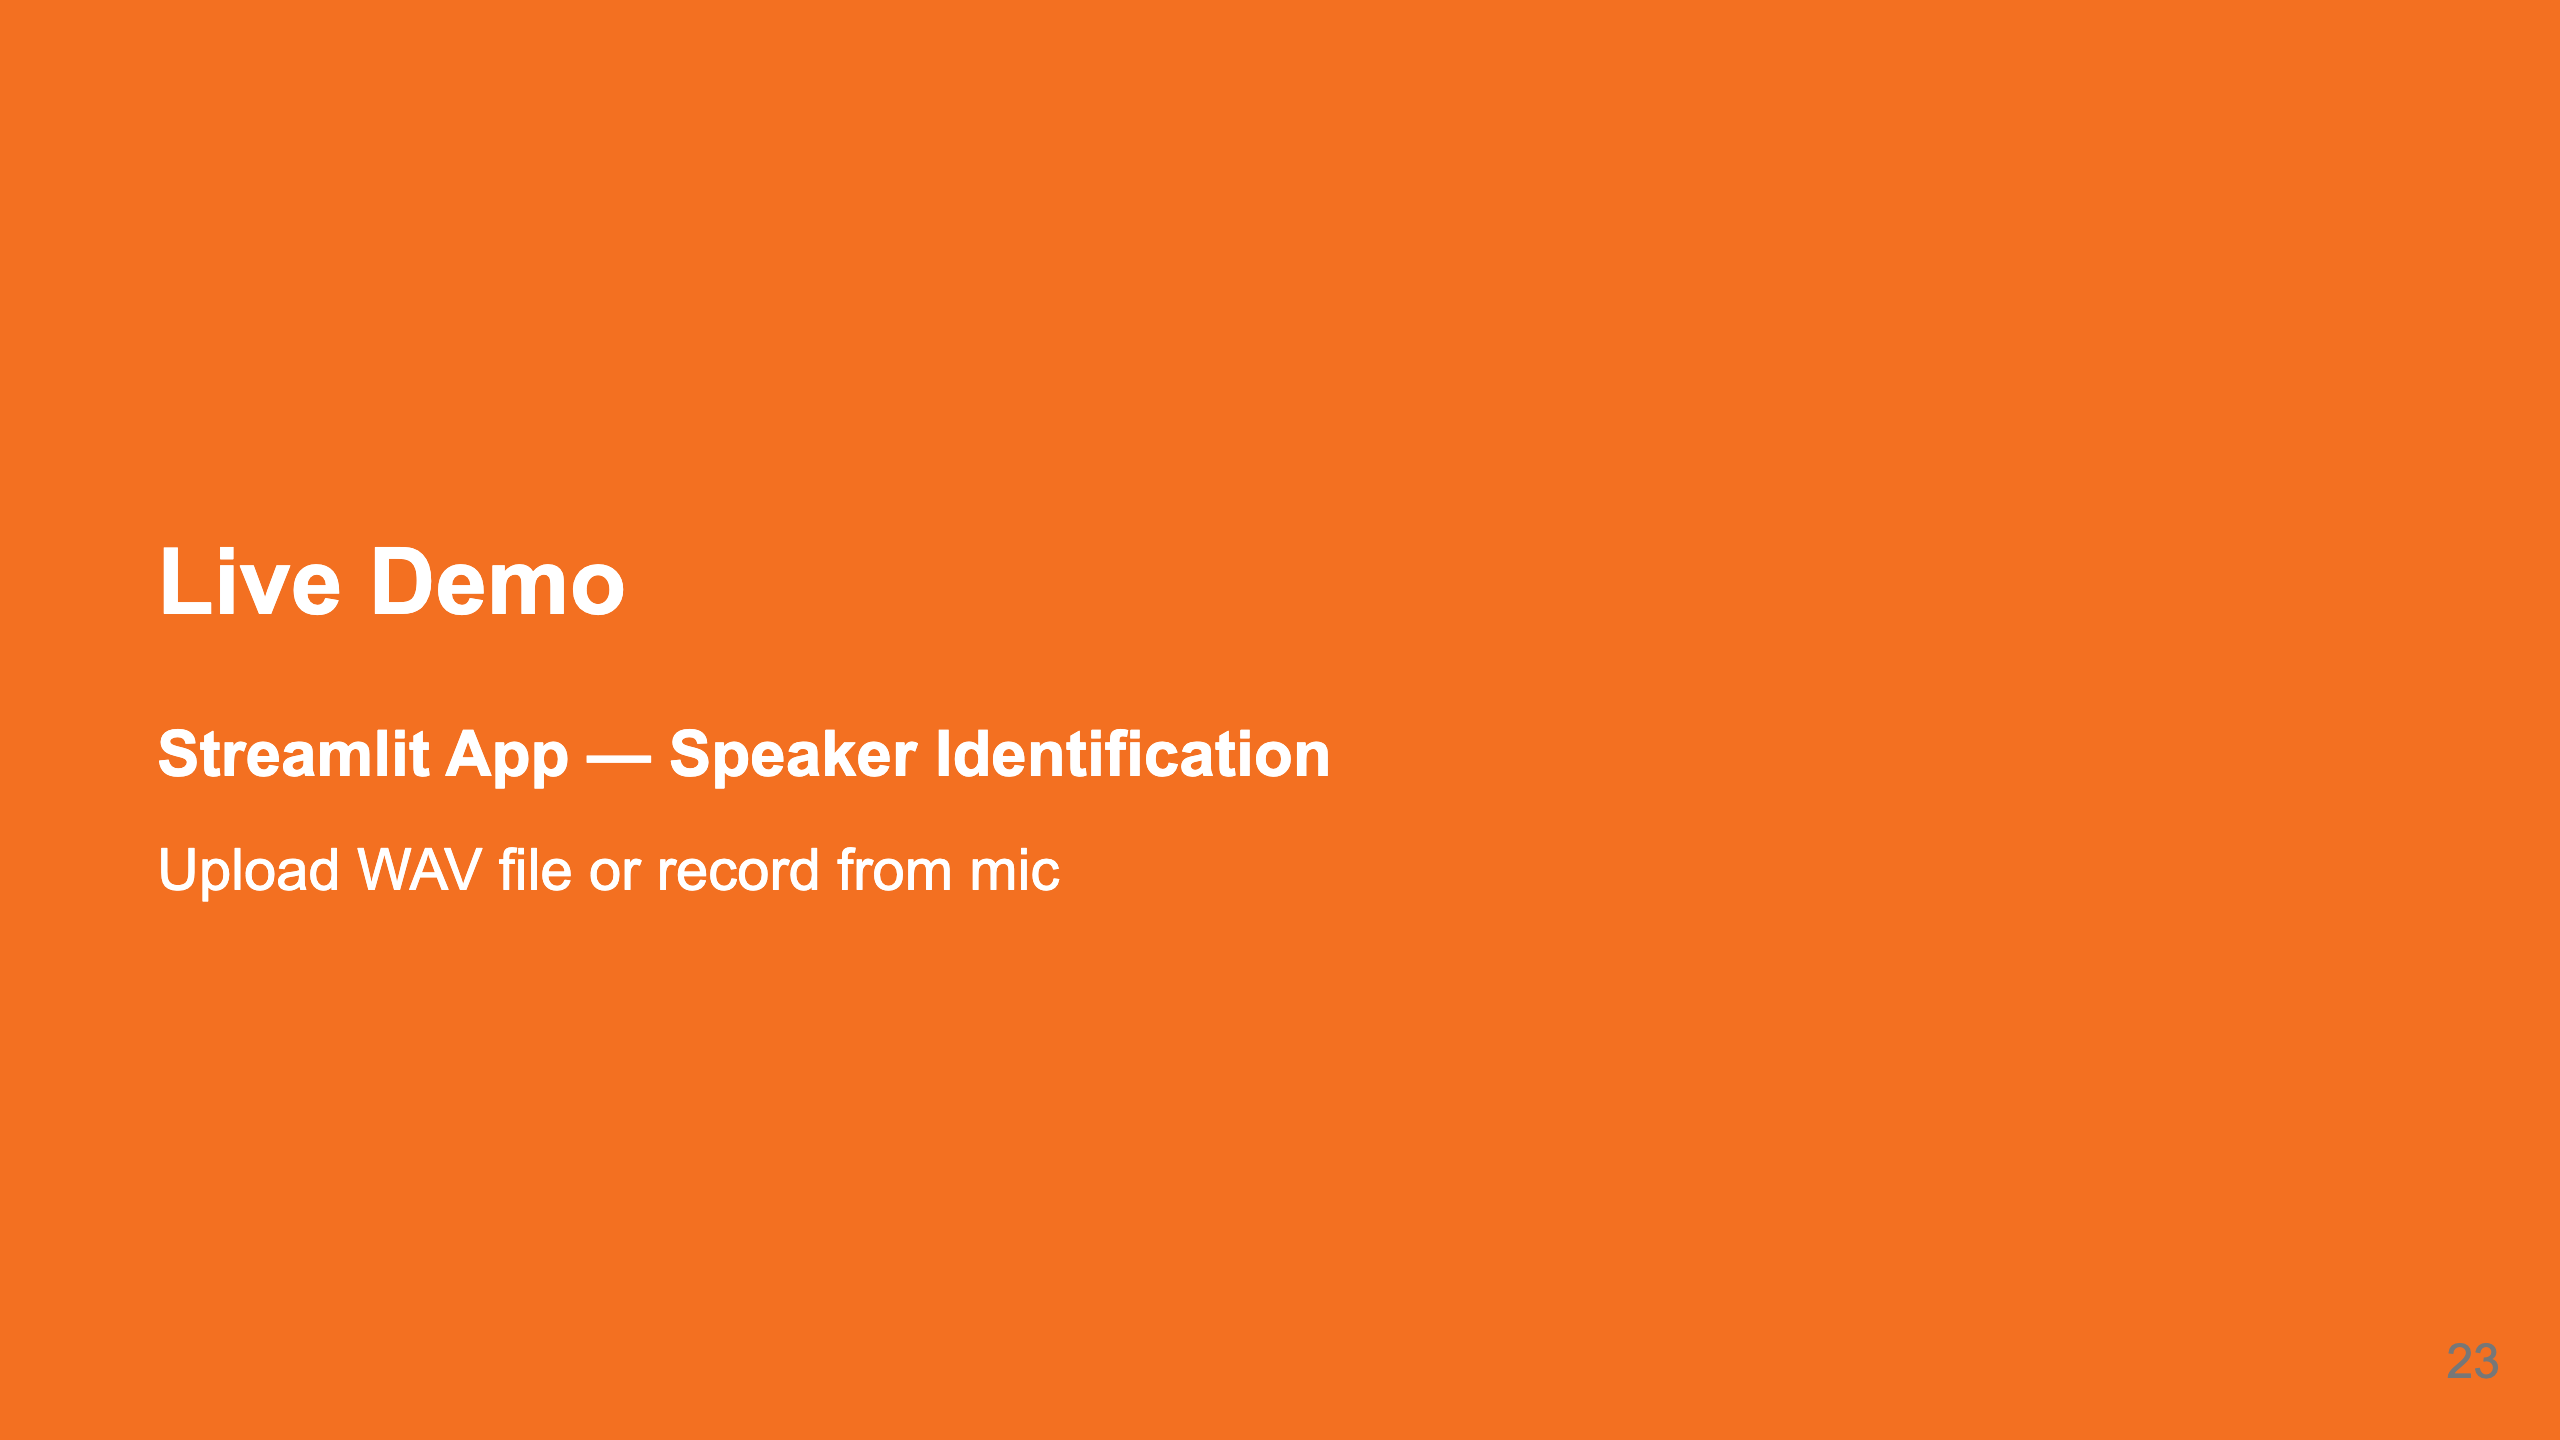 Live Demo
Streamlit App — Speaker Identification
Upload WAV file or record from mic
23